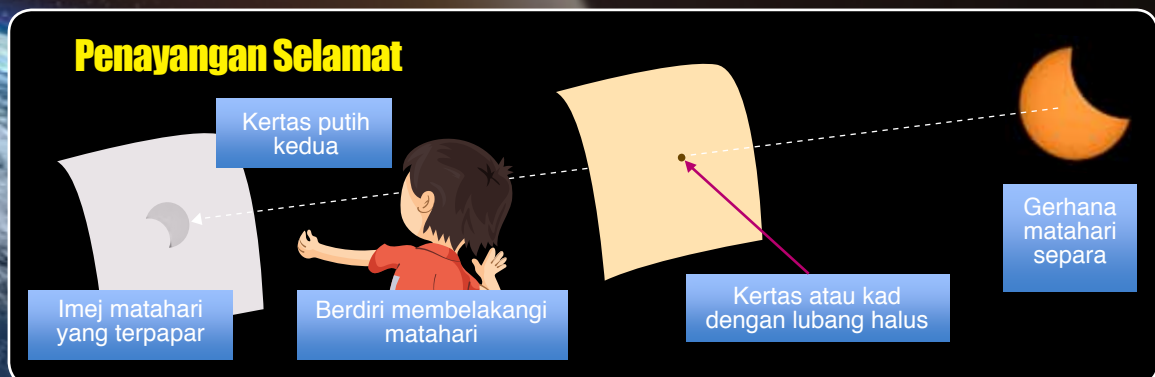 Penayangan Selamat
Kertas putih
kedua
Imej matahari
yang terpapar
Berdiri membelakangi
matahari
Kertas atau kad
dengan lubang halus
Gerhana
matahari
separa